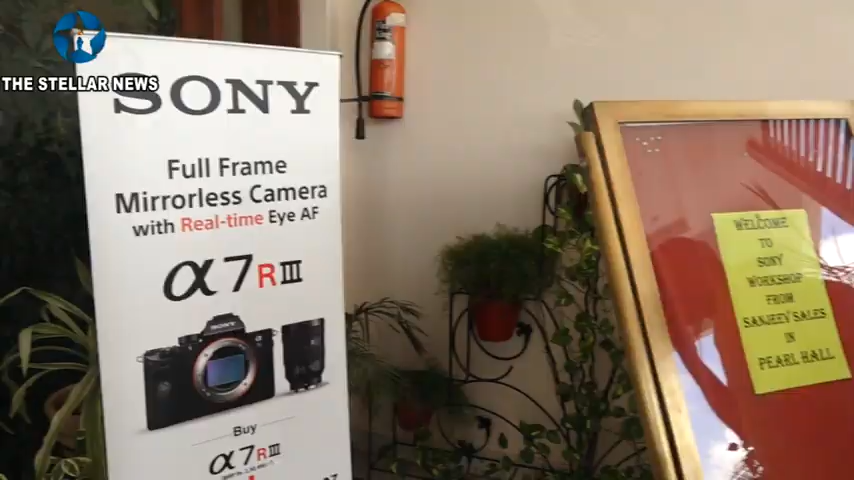 THE STELLAR NEWS
SONY
Full Frame
Mirrorless Camera
with Real-time Eye AF
α7RIII
SONY
Buy
α7RIII
WELCOME
TO
SONY
WORKSHOP
FROM
SANJEEV SALES
IN
PEARL HALL